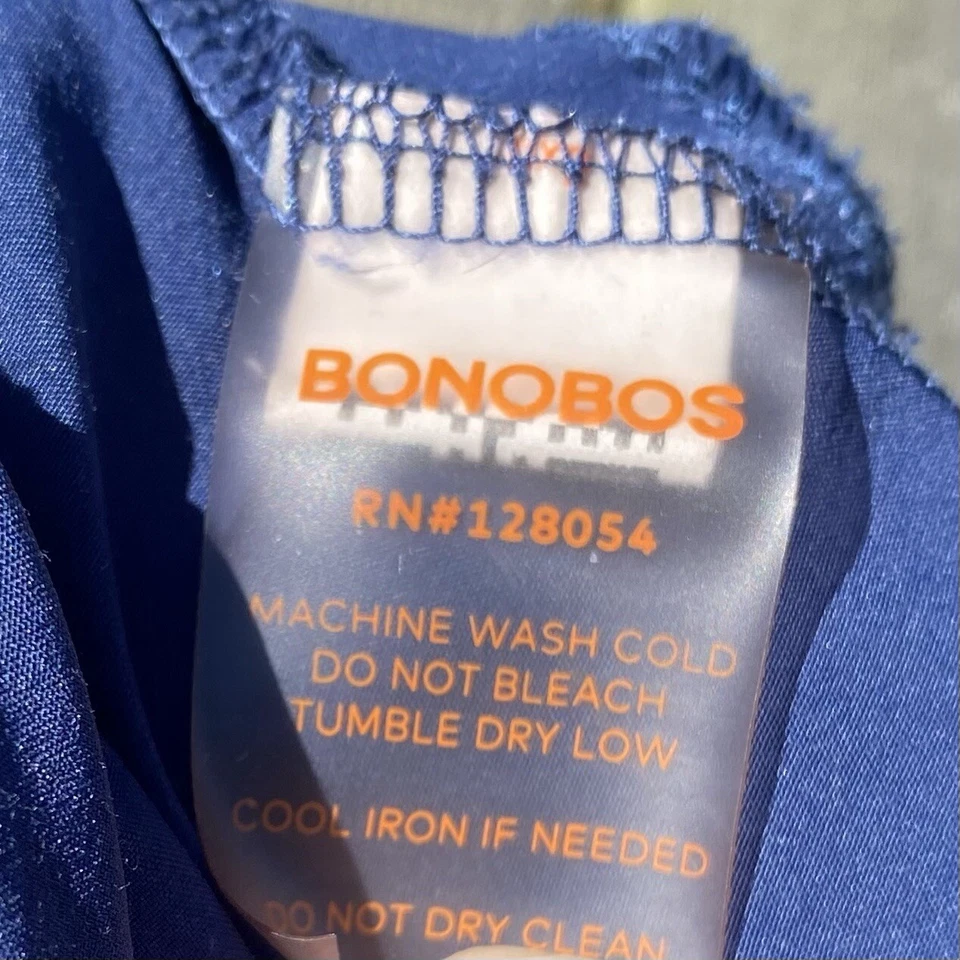 BONOBOS
RN#128054
MACHINE WASH COLD
DO NOT BLEACH
TUMBLE DRY LOW
COOL IRON IF NEEDED
DO NOT DRY CLEAN